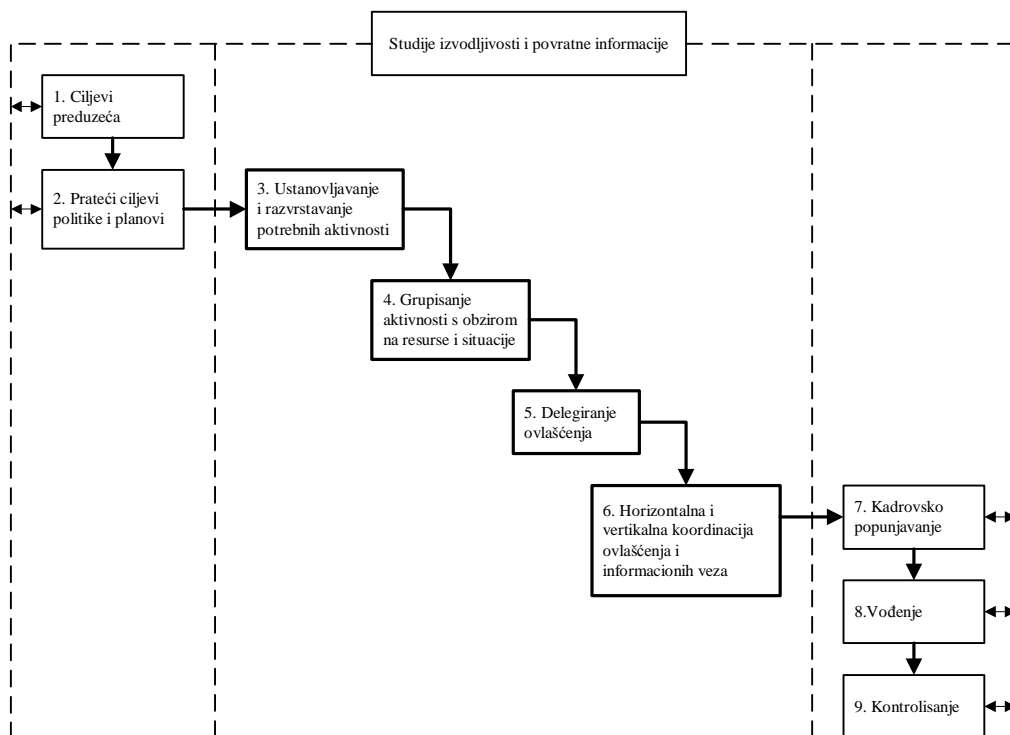 Studije izvodljivosti i povratne informacije
1. Ciljevi
preduzeća
2. Prateći ciljevi
politike i planovi
3. Ustanovljavanje
i razvrstavanje
potrebnih aktivnosti
4. Grupisanje
aktivnosti s obzirom
na resurse i situacije
5. Delegiranje
ovlašćenja
6. Horizontalna i
vertikalna koordinacija
ovlašćenja i
informacionih veza
7. Kadrovsko
popunjavanje
8.Vođenje
9. Kontrolisanje